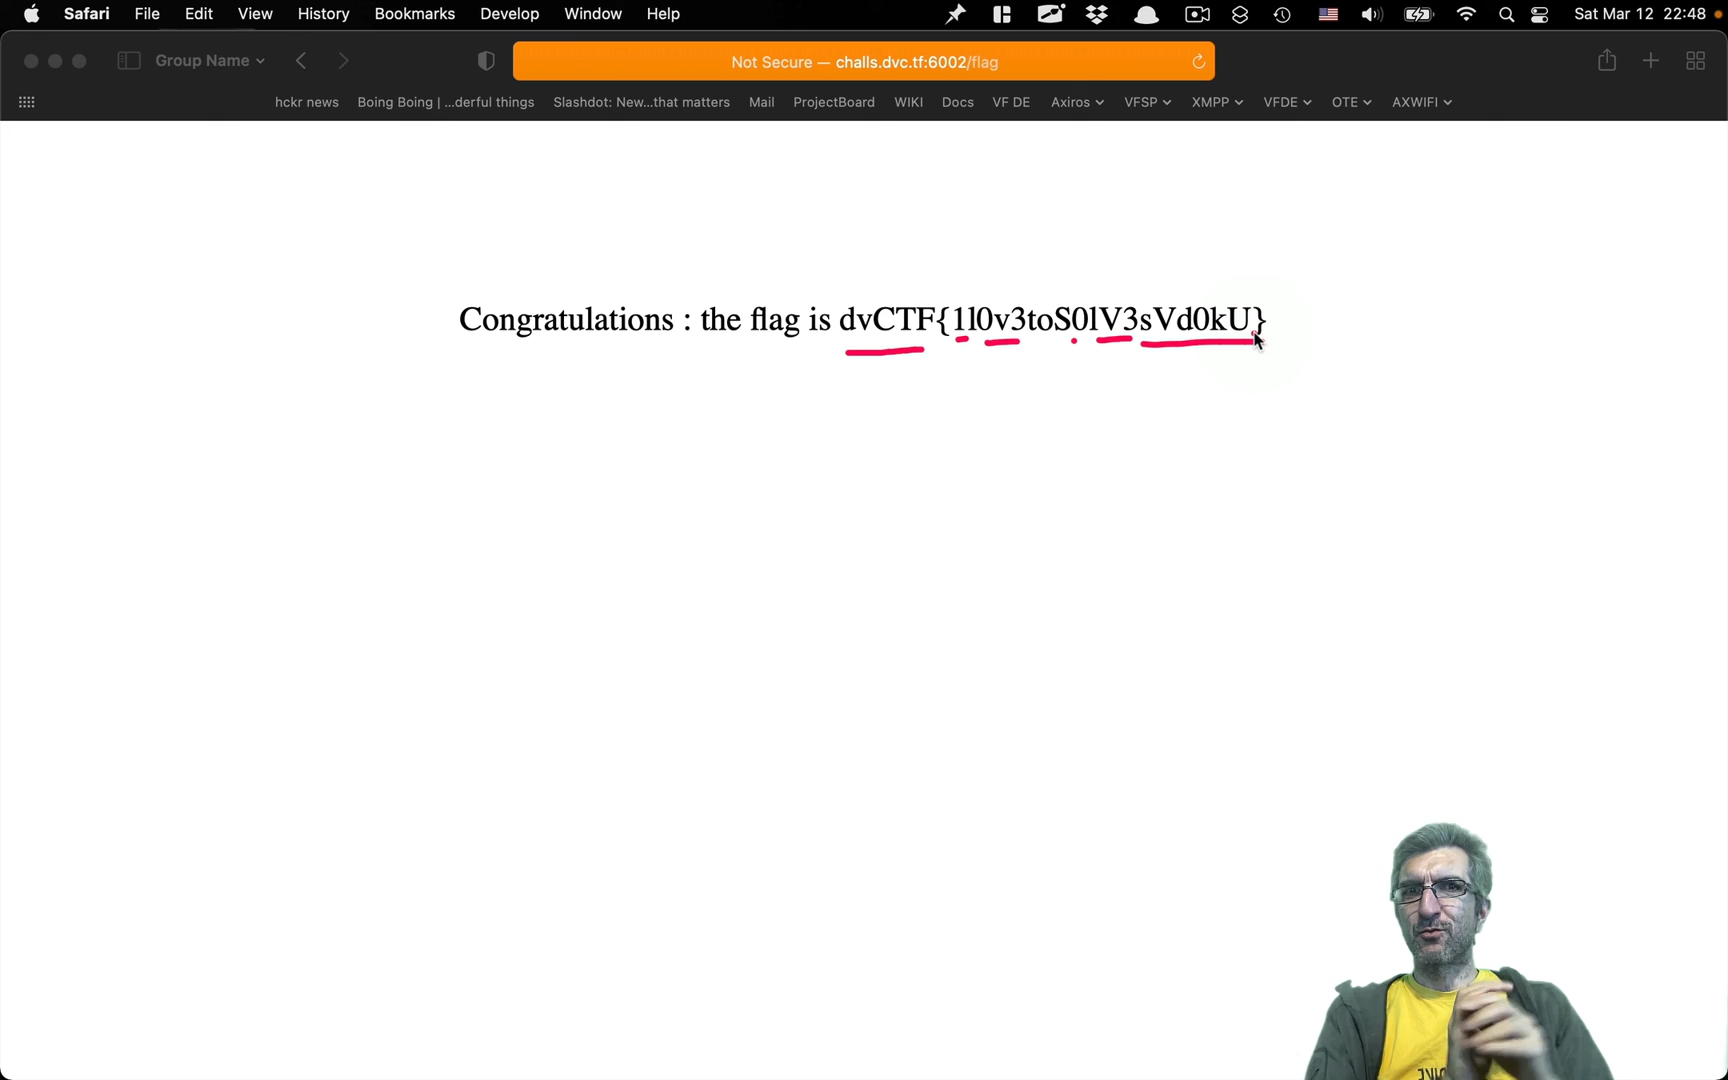 Safari File Edit View History Bookmarks Develop Window Help Sat Mar 12 22:48
Group Name Not Secure — challs.dvc.tf:6002/flag
hckr news Boing Boing | ...derful things Slashdot: New...that matters Mail ProjectBoard WIKI Docs VF DE Axiros VFSP XMPP VFDE OTE AXWIFI
Congratulations : the flag is dvCTF{1l0v3toS0lV3sVd0kU}